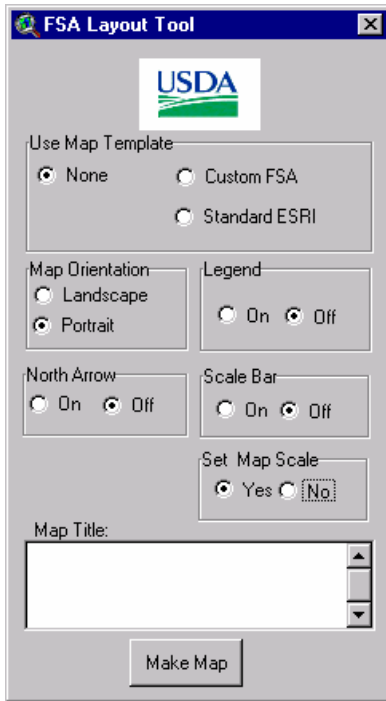 FSA Layout Tool
USDA
Use Map Template
None
Custom FSA
Standard ESRI
Map Orientation
Landscape
Portrait
Legend
On Off
North Arrow
On Off
Scale Bar
On Off
Set Map Scale
Yes No
Map Title:
Make Map